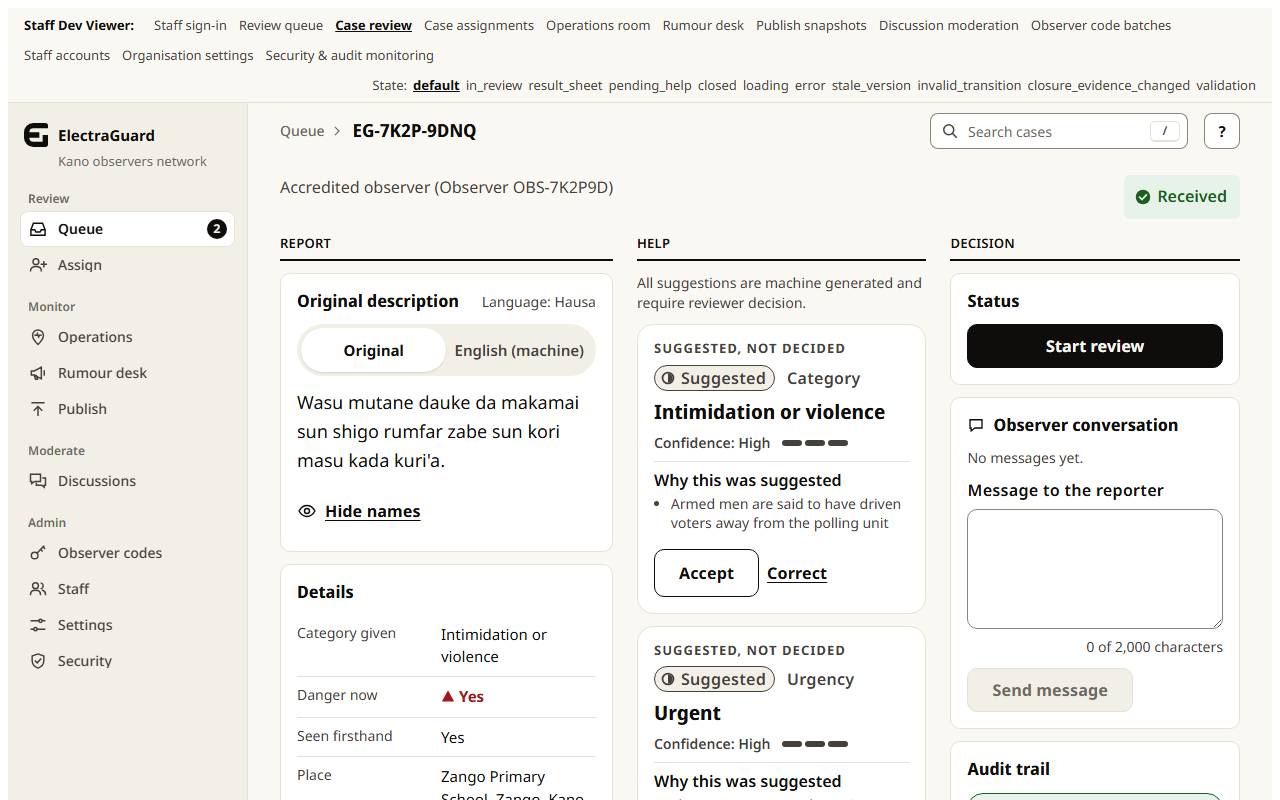 Staff Dev Viewer: Staff sign-in Review queue Case review Case assignments Operations room Rumour desk Publish snapshots Discussion moderation Observer code batches
Staff accounts Organisation settings Security & audit monitoring
State: default in_review result_sheet pending_help closed loading error stale_version invalid_transition closure_evidence_changed validation
ElectraGuard
Kano observers network
Review
Queue 2
Assign
Monitor
Operations
Rumour desk
Publish
Moderate
Discussions
Admin
Observer codes
Staff
Settings
Security
Queue > EG-7K2P-9DNQ
Search cases /
?
Accredited observer (Observer OBS-7K2P9D)
Received
REPORT
Original description Language: Hausa
Original English (machine)
Wasu mutane dauke da makamai
sun shigo rumfar zabe sun kori
masu kada kuri'a.
Hide names
Details
Category given Intimidation or
violence
Danger now Yes
Seen firsthand Yes
Place Zango Primary
School, Zango, Kano
HELP
All suggestions are machine generated and
require reviewer decision.
SUGGESTED, NOT DECIDED
Suggested Category
Intimidation or violence
Confidence: High
Why this was suggested
• Armed men are said to have driven
voters away from the polling unit
Accept Correct
SUGGESTED, NOT DECIDED
Suggested Urgency
Urgent
Confidence: High
Why this was suggested
DECISION
Status
Start review
Observer conversation
No messages yet.
Message to the reporter
0 of 2,000 characters
Send message
Audit trail